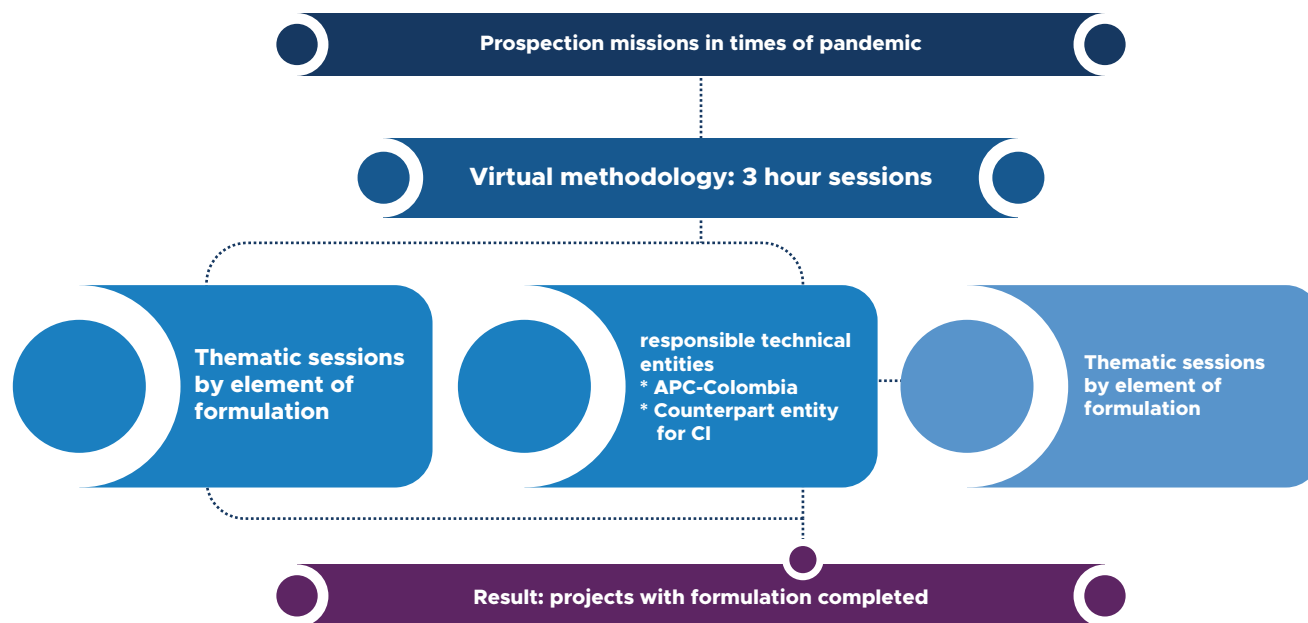 Prospection missions in times of pandemic
Virtual methodology: 3 hour sessions
Thematic sessions
by element of
formulation
responsible technical
entities
* APC-Colombia
* Counterpart entity
for CI
Thematic sessions
by element of
formulation
Result: projects with formulation completed